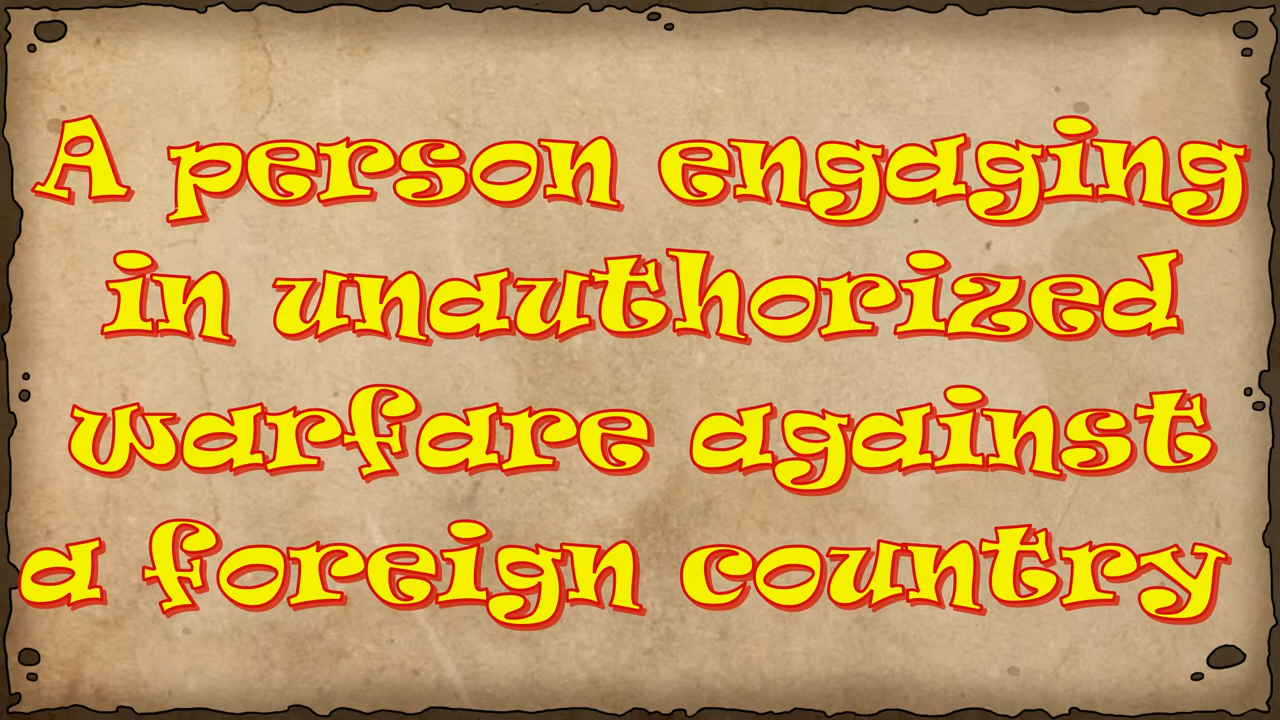 A person engaging
in unauthorized
warfare against
a foreign country